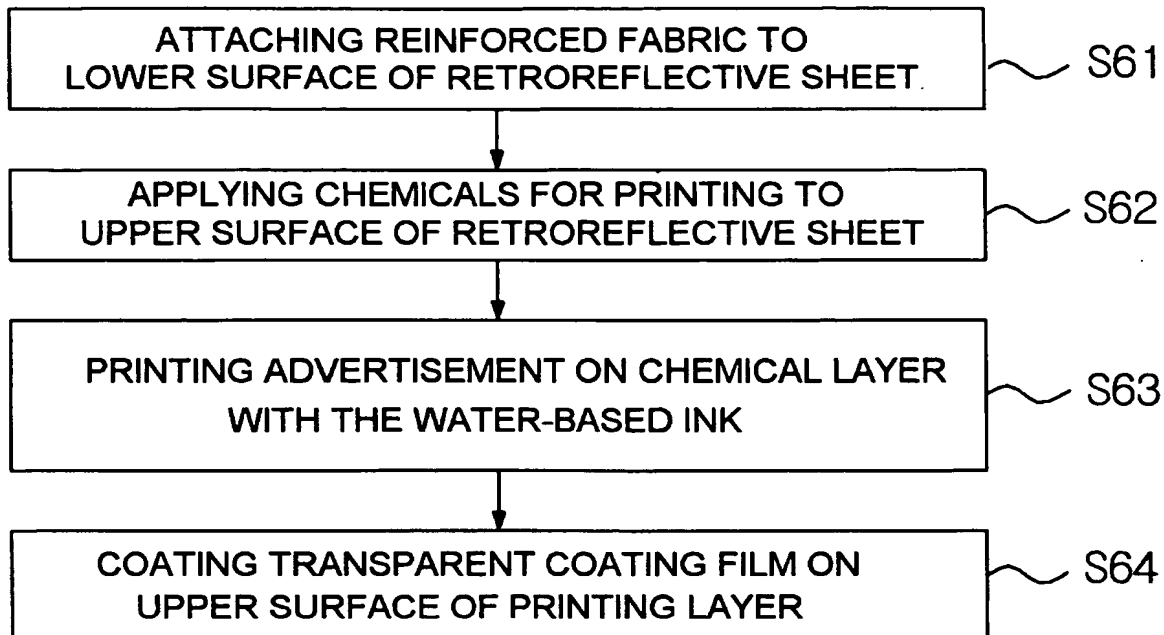 ATTACHING REINFORCED FABRIC TO
LOWER SURFACE OF RETROREFLECTIVE SHEET
S61
APPLYING CHEMICALS FOR PRINTING TO
UPPER SURFACE OF RETROREFLECTIVE SHEET
S62
PRINTING ADVERTISEMENT ON CHEMICAL LAYER
WITH THE WATER-BASED INK
S63
COATING TRANSPARENT COATING FILM ON
UPPER SURFACE OF PRINTING LAYER
S64